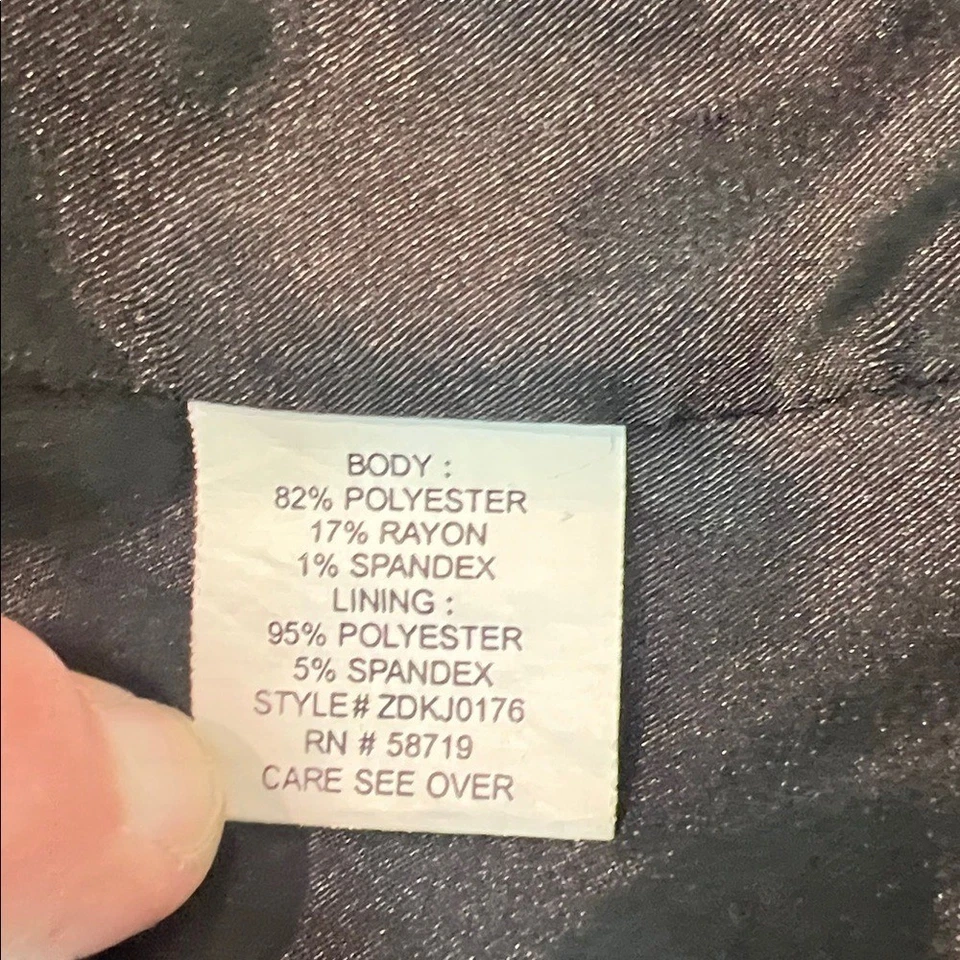 BODY :
82% POLYESTER
17% RAYON
1% SPANDEX
LINING :
95% POLYESTER
5% SPANDEX
STYLE# ZDKJ0176
RN # 58719
CARE SEE OVER